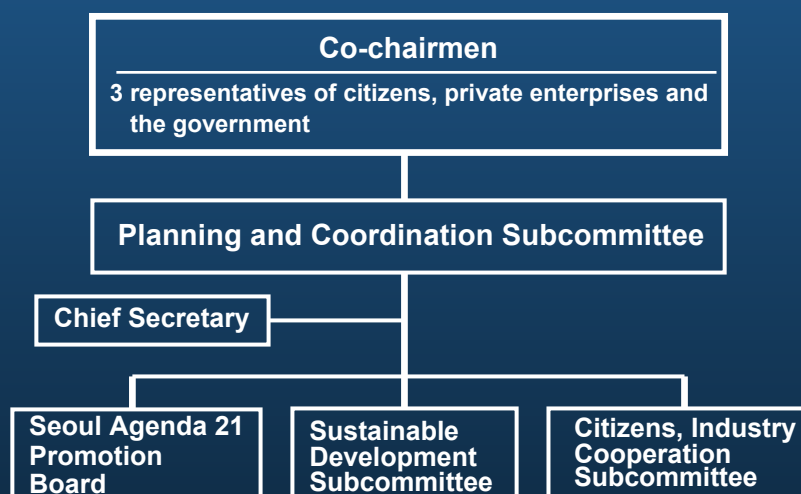 Co-chairmen
3 representatives of citizens, private enterprises and
the government
Planning and Coordination Subcommittee
Chief Secretary
Seoul Agenda 21
Promotion
Board
Sustainable
Development
Subcommittee
Citizens, Industry
Cooperation
Subcommittee